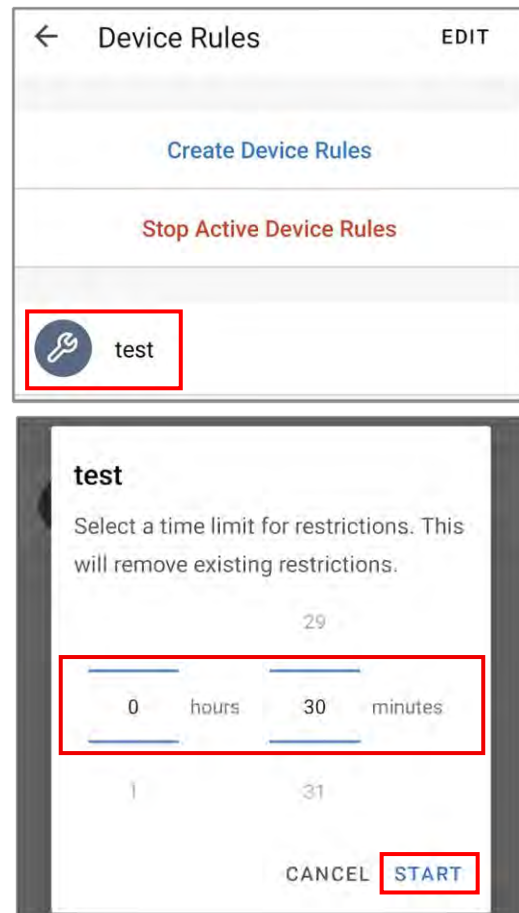 ← Device Rules EDIT
Create Device Rules
Stop Active Device Rules
test
test
Select a time limit for restrictions. This
will remove existing restrictions.
29
0 hours 30 minutes
1 31
CANCEL START